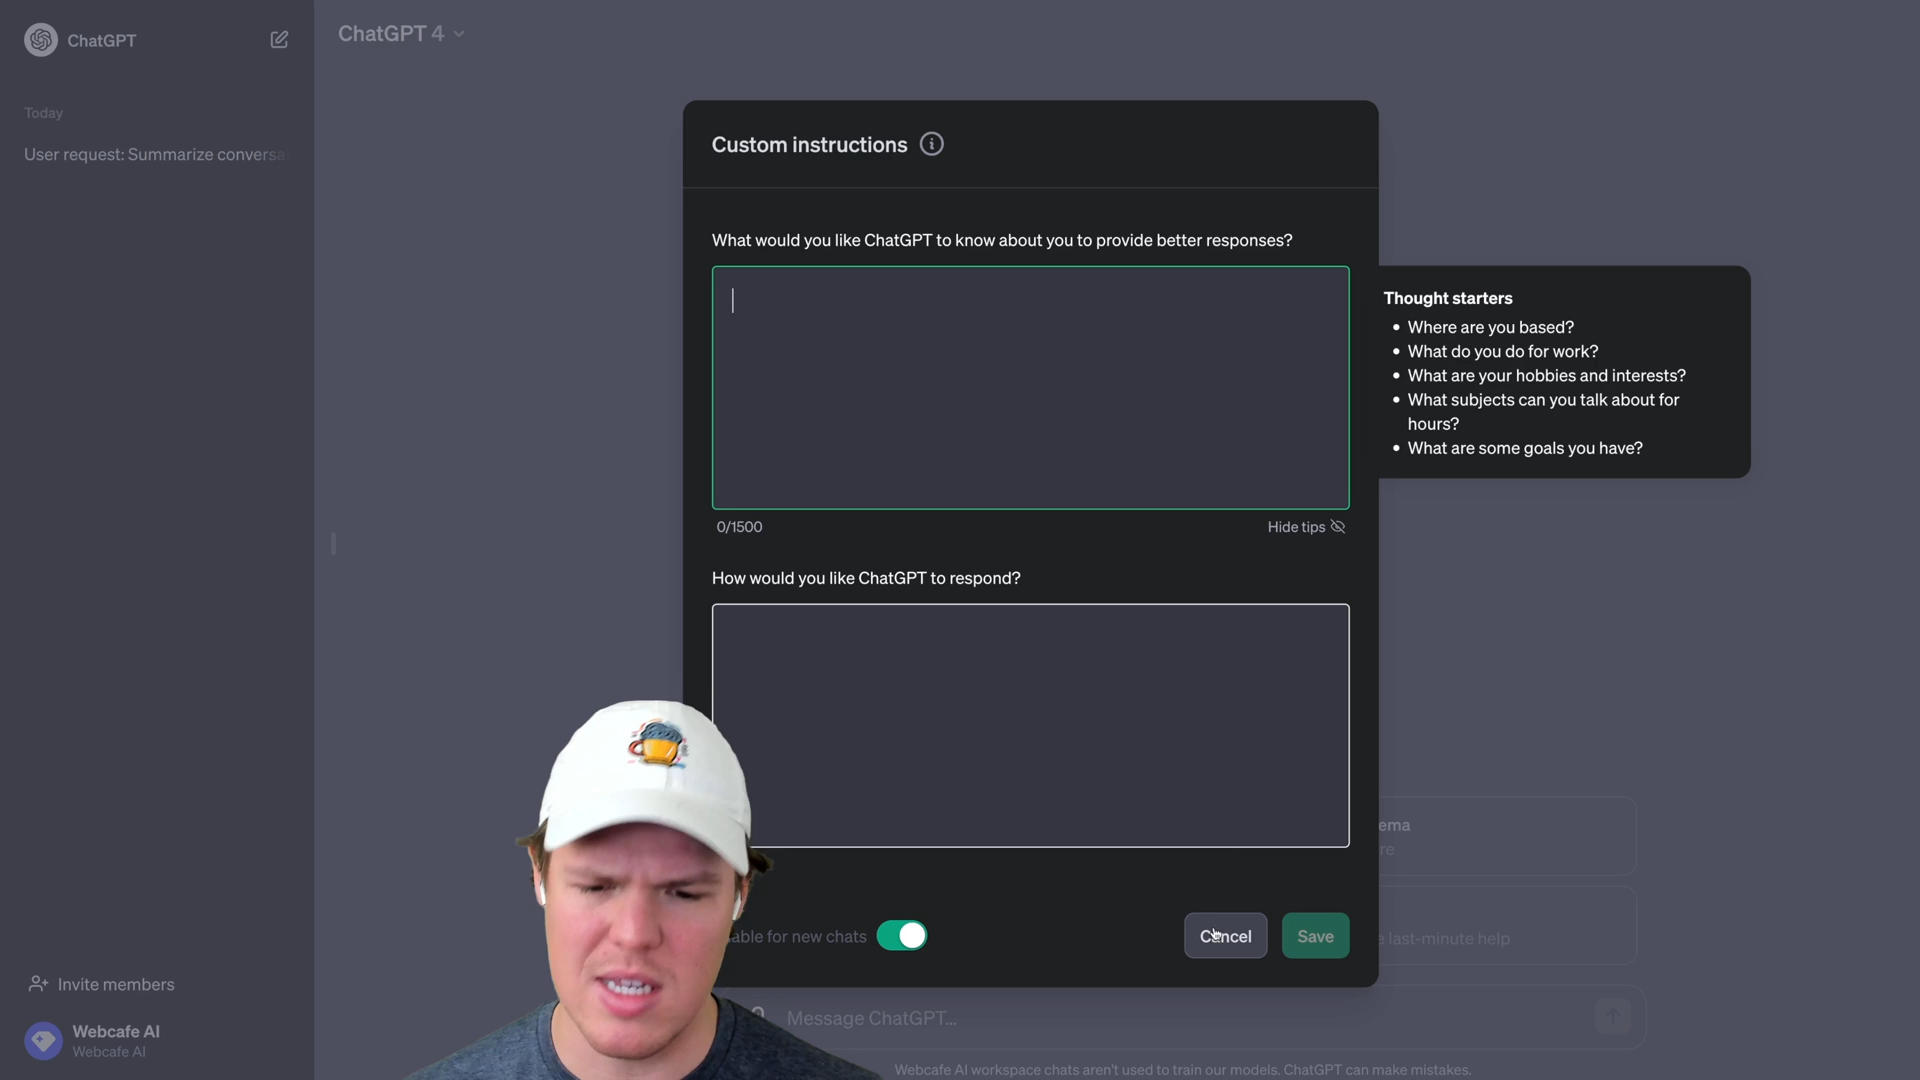 ChatGPT
ChatGPT 4
Today
User request: Summarize
Custom instructions
What would you like ChatGPT to know about you to provide better responses?
Thought starters
Where are you based?
What do you do for work?
What are your hobbies and interests?
What subjects can you talk about for
hours?
What are some goals you have?
0/1500
Hide tips
How would you like ChatGPT to respond?
for new chats
Cancel
Save
last-minute help
Invite members
Webcafe AI
Webcafe AI
Message ChatGPT...
Webcafe AI workspace chats aren't used to train our models. ChatGPT can make mistakes.